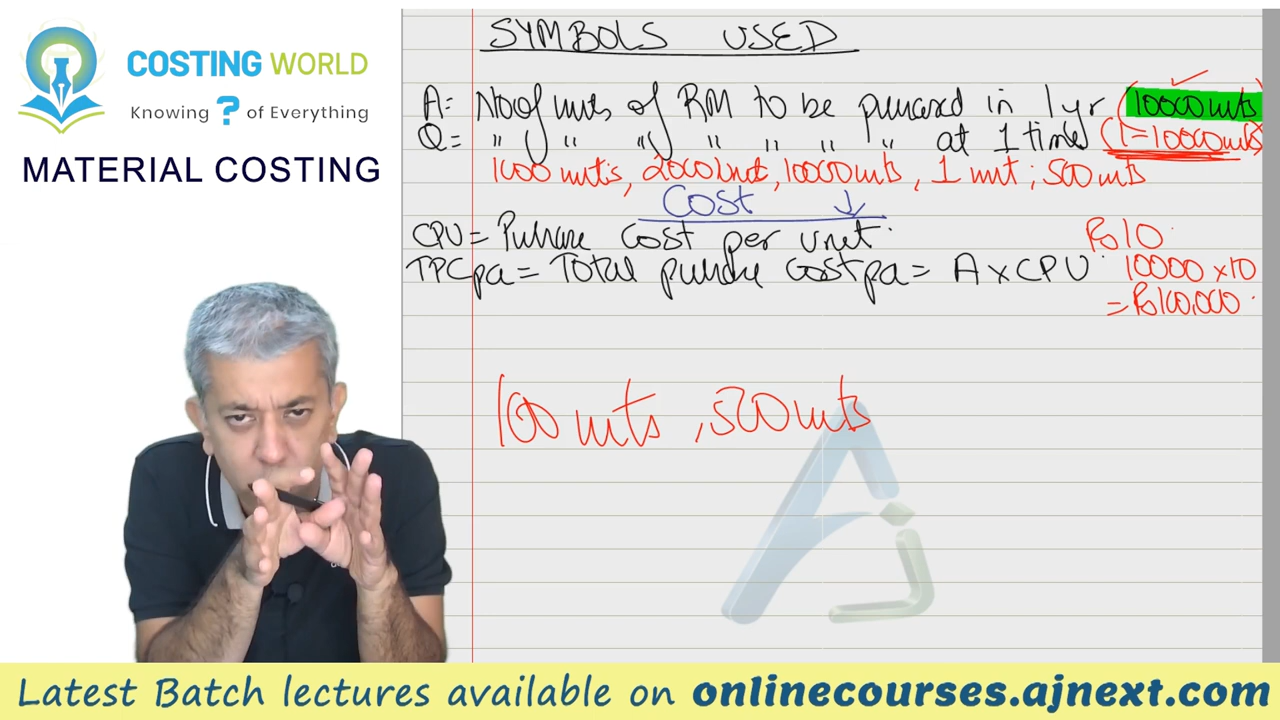 COSTING WORLD
Knowing ? of Everything
MATERIAL COSTING
SYMBOLS USED
A = No of units of RM to be purchased in 1 yr (10000 units
Q = " " " " " " at 1 time (1 = 10000 units)
1000 units, 2000 unit, 10000 units, 1 unit, 500 units
Cost ↓
CPU = Purchase cost per unit.
TPCpa = Total purchase cost pa = A x CPU.
Rs 10
10000 x 10
= Rs 100,000.
100 units, 500 units
Latest Batch lectures available on onlinecourses.ajnext.com